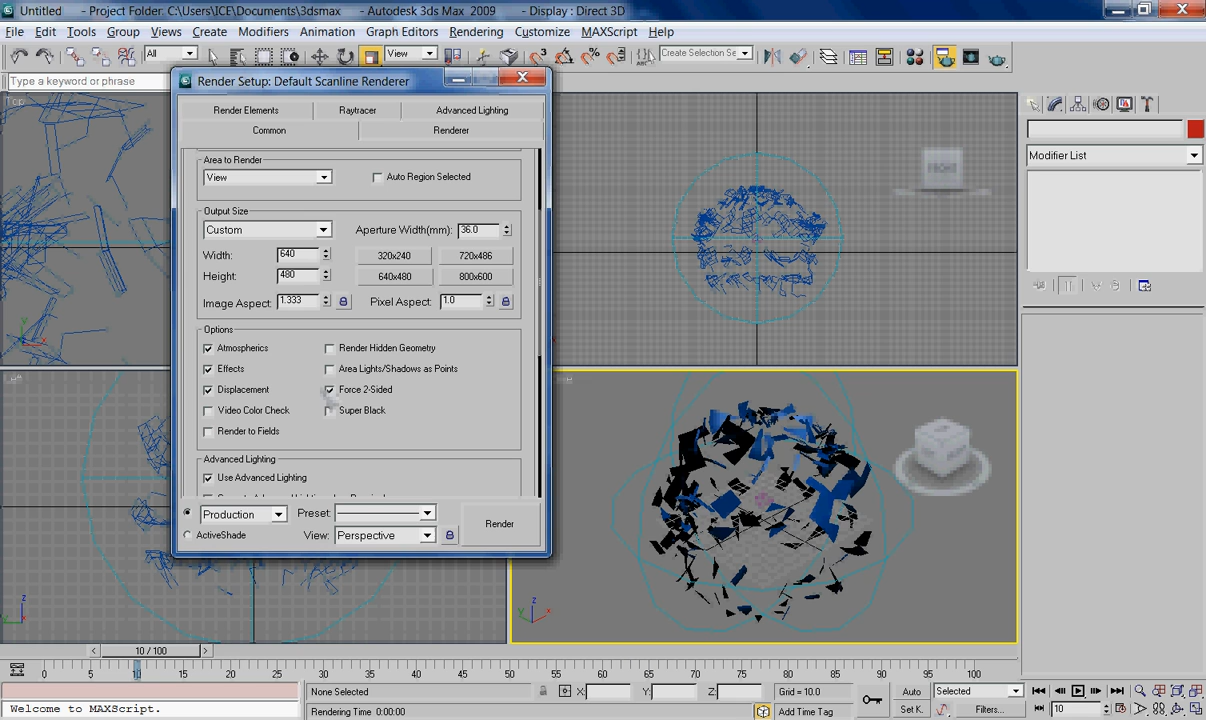 Untitled - Project Folder: C:\Users\ICE\Documents\3dsmax - Autodesk 3ds Max 2009 - Display : Direct 3D
File Edit Tools Group Views Create Modifiers Animation Graph Editors Rendering Customize MAXScript Help
All View Create Selection Se
Type a keyword or phrase
Render Setup: Default Scanline Renderer
Top
FRONT
Render Elements Raytracer Advanced Lighting
Common Renderer
Modifier List
Area to Render
View Auto Region Selected
Output Size
Custom Aperture Width(mm): 36.0
Width: 640 320x240 720x486
Height: 480 640x480 800x600
Image Aspect: 1.333 Pixel Aspect: 1.0
Options
Atmospherics Render Hidden Geometry
Effects Area Lights/Shadows as Points
Displacement Force 2-Sided
Video Color Check Super Black
Render to Fields
Advanced Lighting
Use Advanced Lighting
Production Preset: Render
ActiveShade View: Perspective
10 / 100
0 5 10 15 20 25 30 35 40 45 50 55 60 65 70 75 80 85 90 95 100
None Selected X: Y: Z: Grid = 10.0 Auto Selected
Welcome to MAXScript. Rendering Time 0:00:00 Add Time Tag Set K. Filters... 10